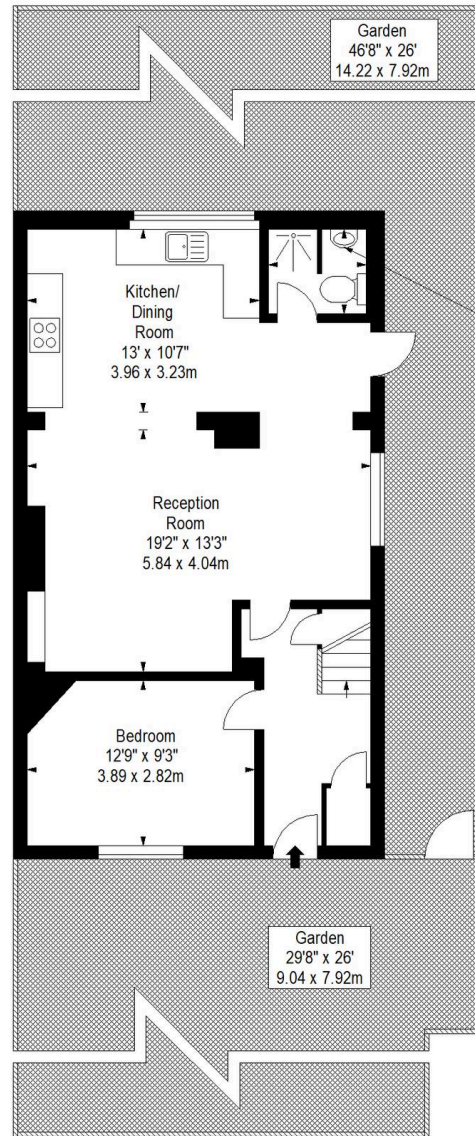 Garden
46'8" x 26'
14.22 x 7.92m
Kitchen/
Dining
Room
13' x 10'7"
3.96 x 3.23m
Reception
Room
19'2" x 13'3"
5.84 x 4.04m
Bedroom
12'9" x 9'3"
3.89 x 2.82m
Garden
29'8" x 26'
9.04 x 7.92m